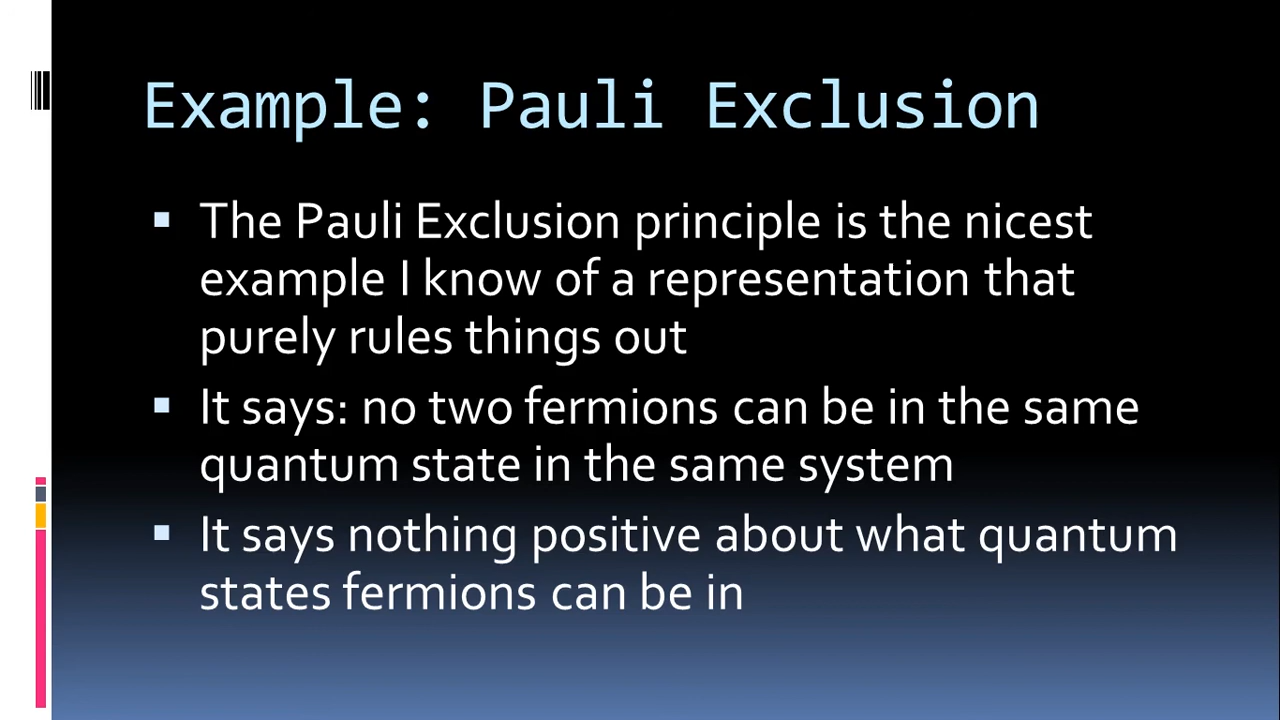 Example: Pauli Exclusion
▪ The Pauli Exclusion principle is the nicest
example I know of a representation that
purely rules things out
▪ It says: no two fermions can be in the same
quantum state in the same system
▪ It says nothing positive about what quantum
states fermions can be in